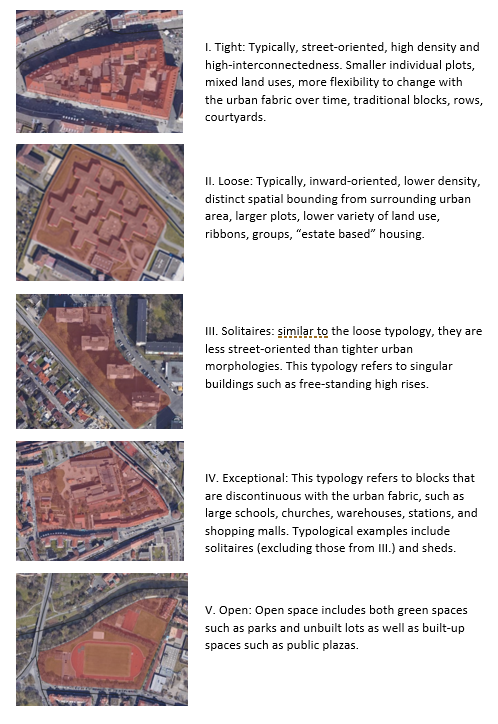 I. Tight: Typically, street-oriented, high density and
high-interconnectedness. Smaller individual plots,
mixed land uses, more flexibility to change with
the urban fabric over time, traditional blocks, rows,
courtyards.
II. Loose: Typically, inward-oriented, lower density,
distinct spatial bounding from surrounding urban
area, larger plots, lower variety of land use,
ribbons, groups, “estate based” housing.
III. Solitaires: similar to the loose typology, they are
less street-oriented than tighter urban
morphologies. This typology refers to singular
buildings such as free-standing high rises.
IV. Exceptional: This typology refers to blocks that
are discontinuous with the urban fabric, such as
large schools, churches, warehouses, stations, and
shopping malls. Typological examples include
solitaires (excluding those from III.) and sheds.
V. Open: Open space includes both green spaces
such as parks and unbuilt lots as well as built-up
spaces such as public plazas.